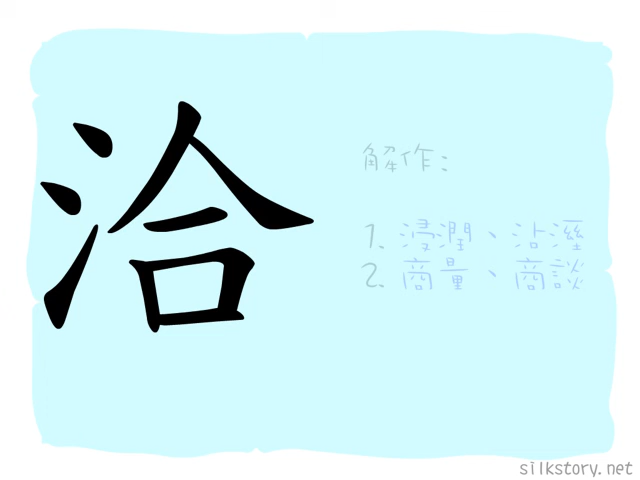 洽
解作：
1. 浸潤、沾溼
2. 商量、商談
silkstory.net